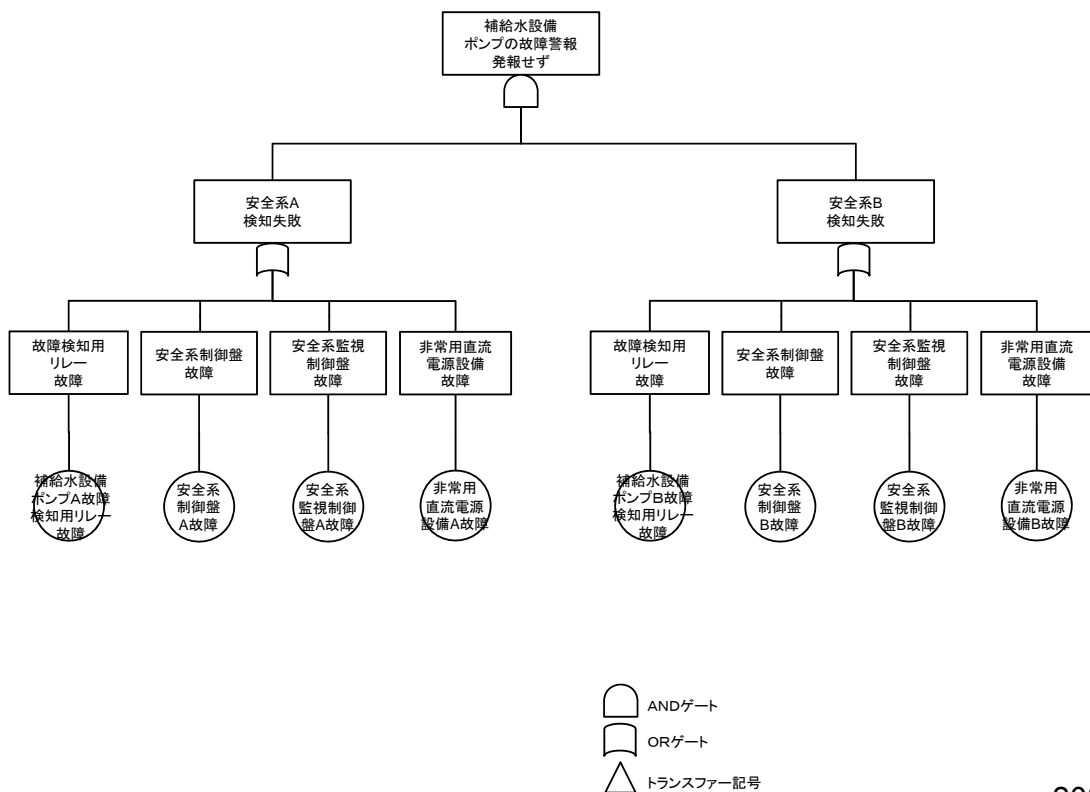 補給水設備
ポンプの故障警報
発報せず
安全系A
検知失敗
安全系B
検知失敗
故障検知用
リレー
故障
安全系制御盤
故障
安全系監視
制御盤
故障
非常用直流
電源設備
故障
故障検知用
リレー
故障
安全系制御盤
故障
安全系監視
制御盤
故障
非常用直流
電源設備
故障
補給水設備
ポンプA故障
検知用リレー
故障
安全系
制御盤
A故障
安全系
監視制御
盤A故障
非常用
直流電源
設備A故障
補給水設備
ポンプB故障
検知用リレー
故障
安全系
制御盤
B故障
安全系
監視制御
盤B故障
非常用
直流電源
設備B故障
ANDゲート
ORゲート
トランスファー記号